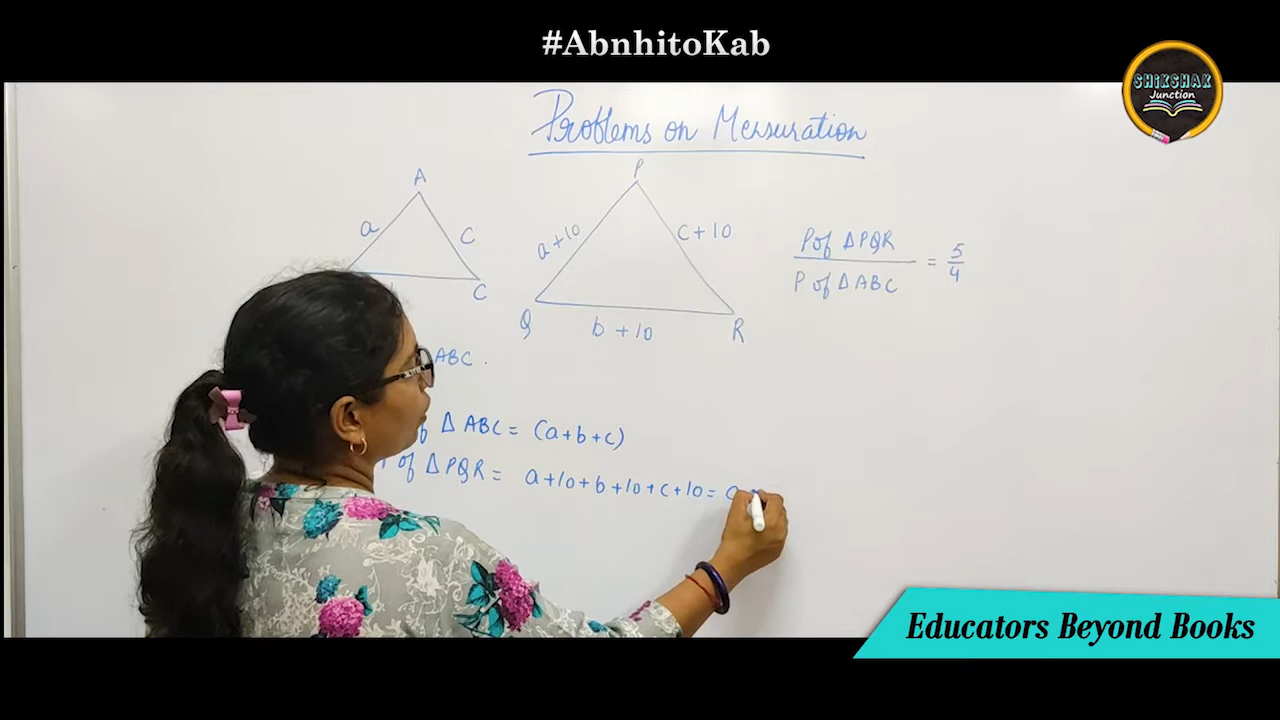 #AbnhitoKab
SHIKSHAK
Junction
Problems on Mensuration
A
a
C
C
P
a+10
c+10
Q
b+10
R
P of ΔPQR
P of ΔABC
= 5/4
ABC.
of Δ ABC = (a+b+c)
P of ΔPQR = a+10+b+10+c+10= a
Educators Beyond Books